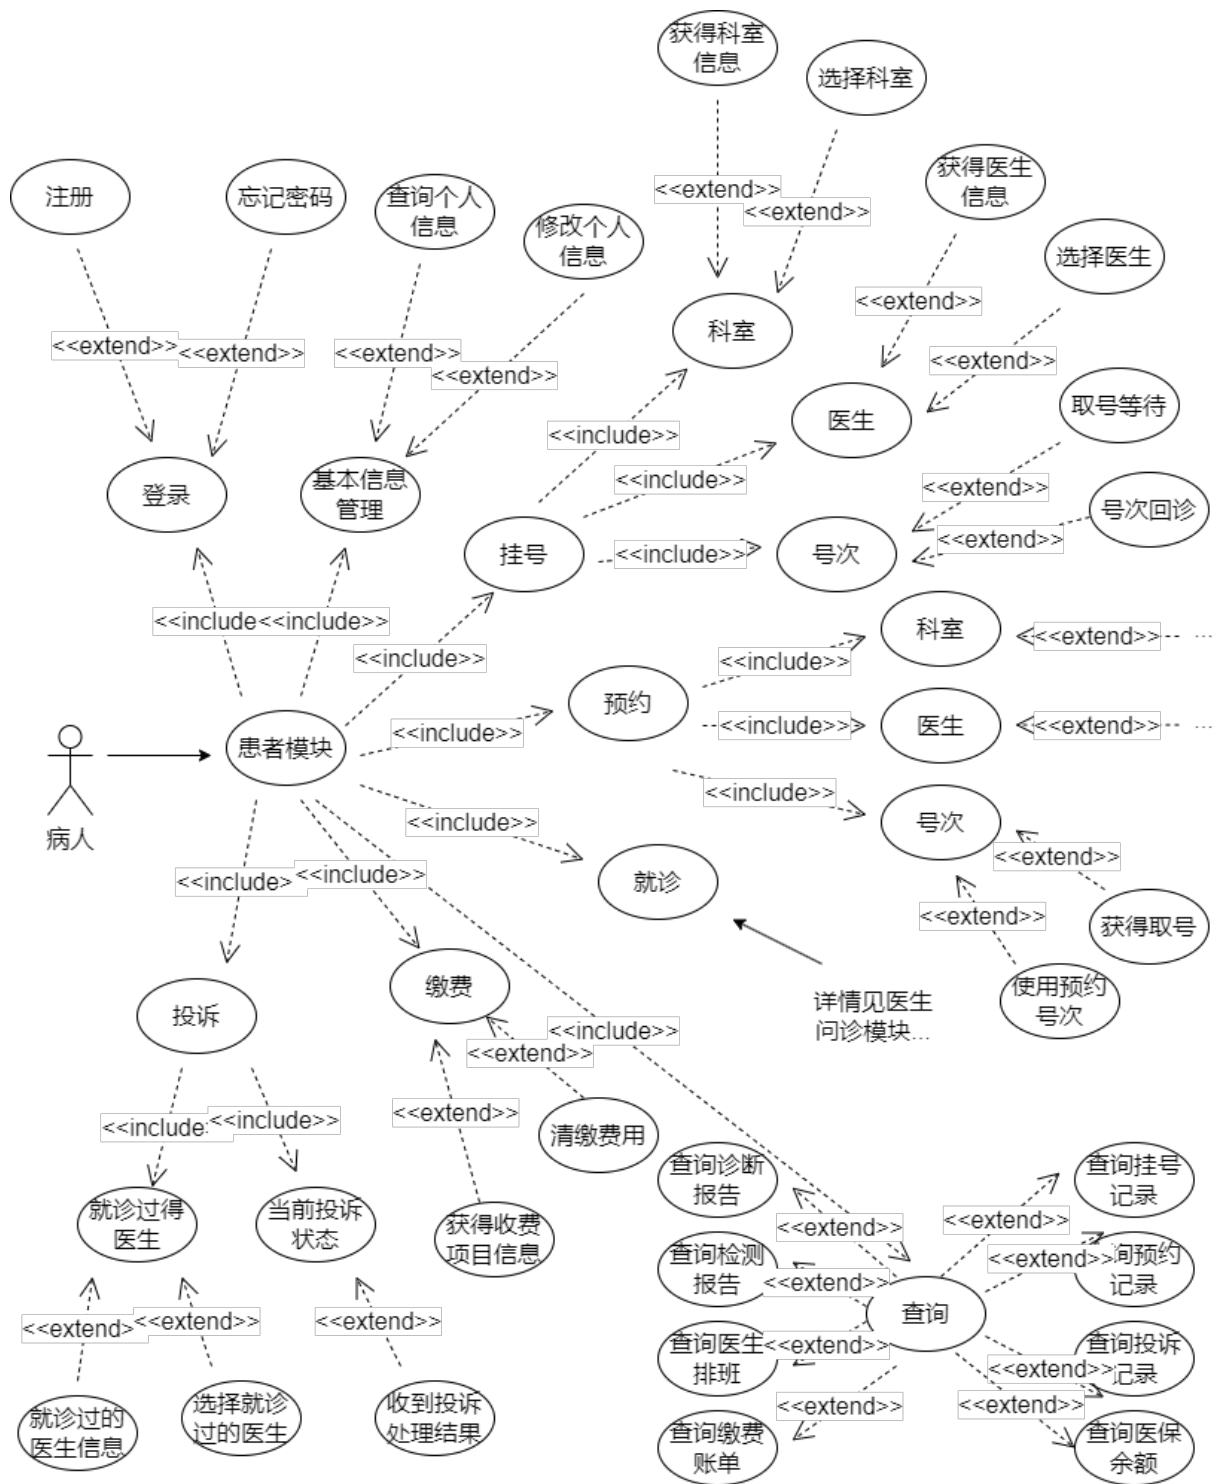 获得科室
信息
选择科室
获得医生
信息
注册
忘记密码
查询个人
信息
修改个人
信息
选择医生
<<extend>>
<<extend>>
<<extend>>
科室
<<extend>>
<<extend>>
<<extend>>
<<extend>>
<<extend>>
医生
取号等待
<<include>>
<<include>>
<<extend>>
登录
基本信息
管理
号次回诊
挂号
<<include>>
号次
<<extend>>
<<include
<<include>>
<<include>>
科室
<<extend>>
...
<<include>>
预约
<<include>>
<<include>>
医生
<<extend>>
...
患者模块
病人
<<include>>
<<include>>
号次
<<extend>>
<<include>
<<include>>
就诊
<<extend>>
获得取号
使用预约
号次
详情见医生
问诊模块...
投诉
缴费
<<include>>
<<extend>>
<<extend>>
清缴费用
<<include
<<include>>
就诊过得
医生
当前投诉
状态
获得收费
项目信息
查询诊断
报告
查询挂号
记录
<<extend>>
<<extend>>
查询检测
报告
<<extend>>
<<extend>>
询预约
记录
查询
<<extend>
<<extend>>
<<extend>>
查询医生
排班
<<extend>>
<<extend>>
查询投诉
记录
<<extend>>
<<extend>>
就诊过的
医生信息
选择就诊
过的医生
收到投诉
处理结果
查询缴费
账单
查询医保
余额